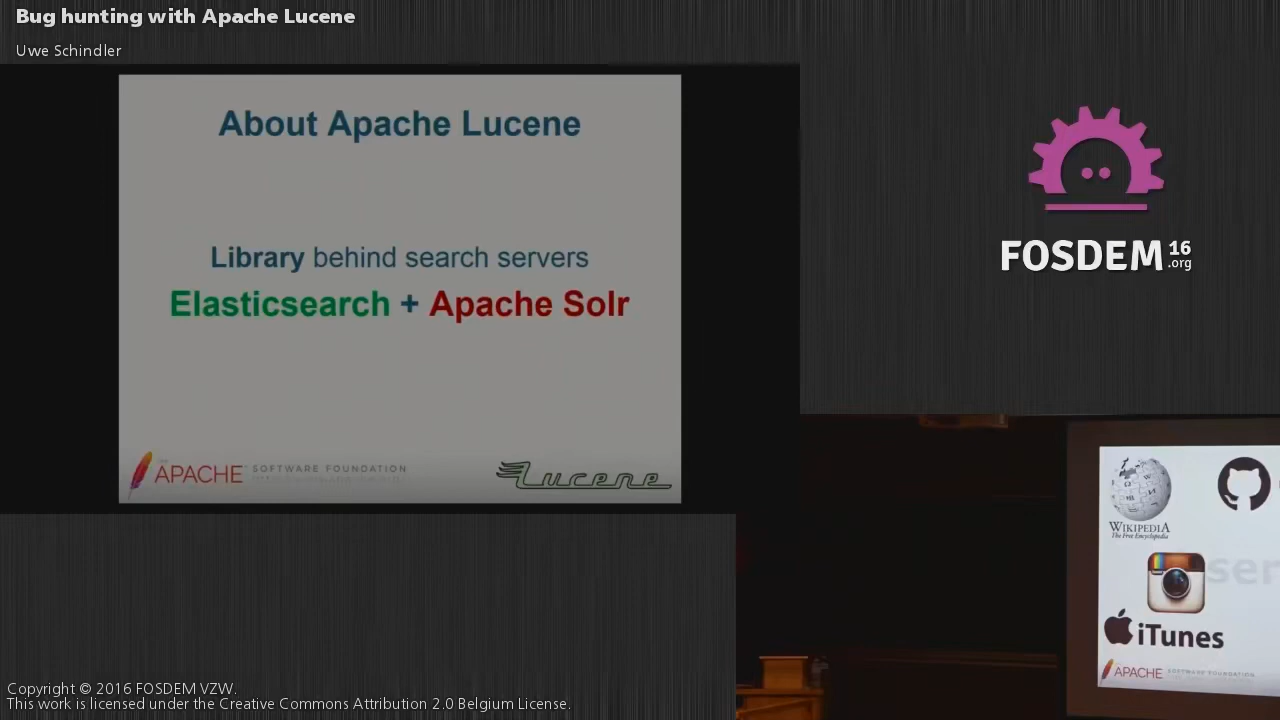 Bug hunting with Apache Lucene
Uwe Schindler
About Apache Lucene
Library behind search servers
Elasticsearch + Apache Solr
APACHE SOFTWARE FOUNDATION
Lucene
FOSDEM 16 .org
WIKIPEDIA
The Free Encyclopedia
ser
iTunes
APACHE SOFTWARE FOUNDATION
Copyright © 2016 FOSDEM VZW.
This work is licensed under the Creative Commons Attribution 2.0 Belgium License.